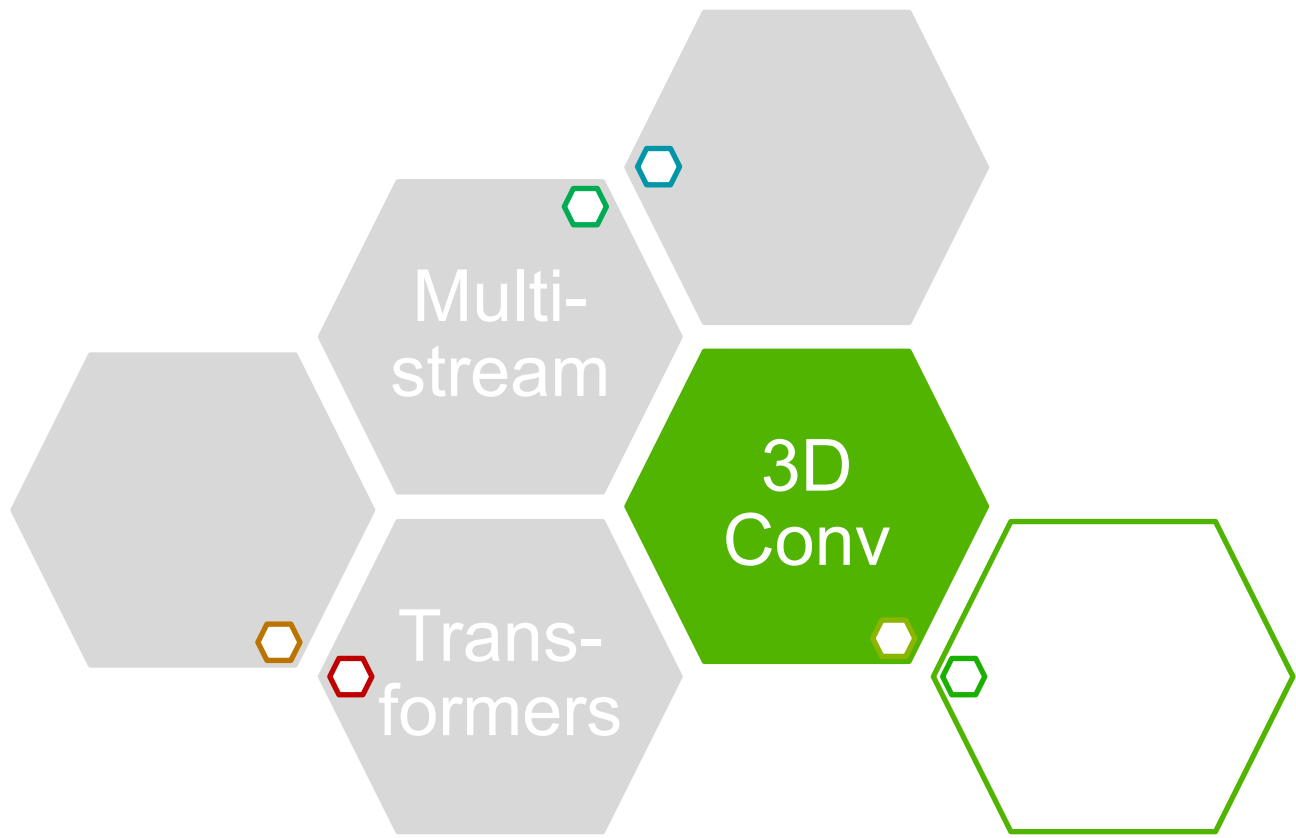 Multi-
stream
3D
Conv
Trans-
formers